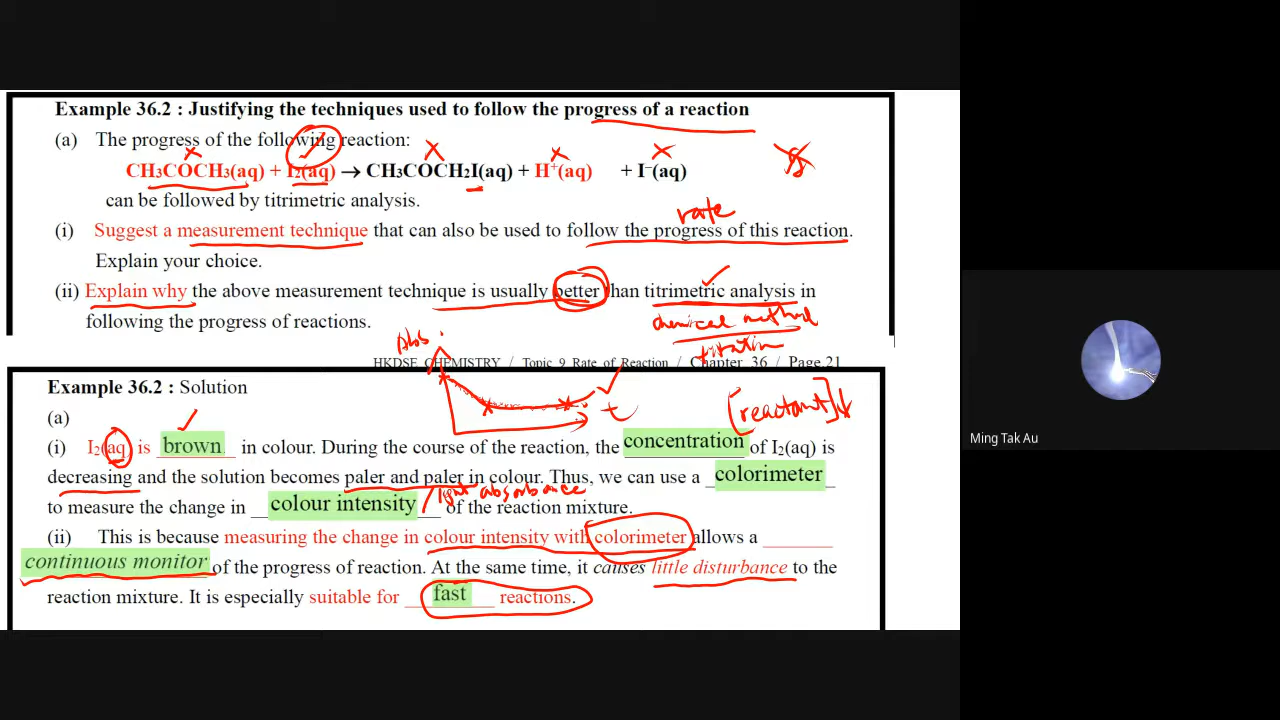 Example 36.2 : Justifying the techniques used to follow the progress of a reaction
(a) The progress of the following reaction:
CH3COCH3(aq) + I2(aq) → CH3COCH2I(aq) + H+(aq) + I–(aq)
can be followed by titrimetric analysis.
rate
(i) Suggest a measurement technique that can also be used to follow the progress of this reaction.
Explain your choice.
(ii) Explain why the above measurement technique is usually better than titrimetric analysis in
following the progress of reactions.
chemical method
titration
HKDSE CHEMISTRY / Topic 9 Rate of Reaction / Chapter 36 / Page 21
Example 36.2 : Solution
[reactant]↓
t
(a)
(i) I2(aq) is brown in colour. During the course of the reaction, the concentration of I2(aq) is
decreasing and the solution becomes paler and paler in colour. Thus, we can use a colorimeter
/ light absorbance
to measure the change in colour intensity of the reaction mixture.
(ii) This is because measuring the change in colour intensity with colorimeter allows a
continuous monitor of the progress of reaction. At the same time, it causes little disturbance to the
reaction mixture. It is especially suitable for fast reactions.
Ming Tak Au